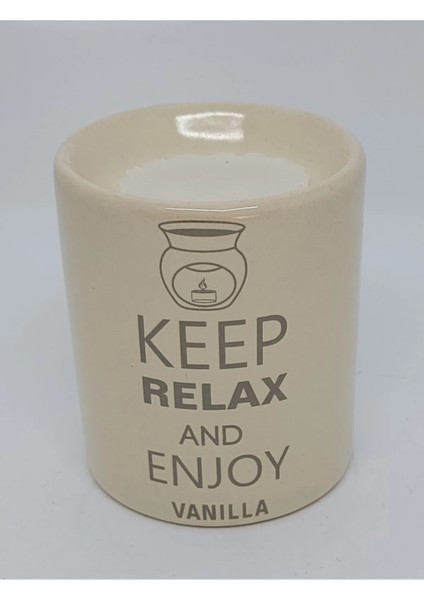 KEEP
RELAX
AND
ENJOY
VANILLA